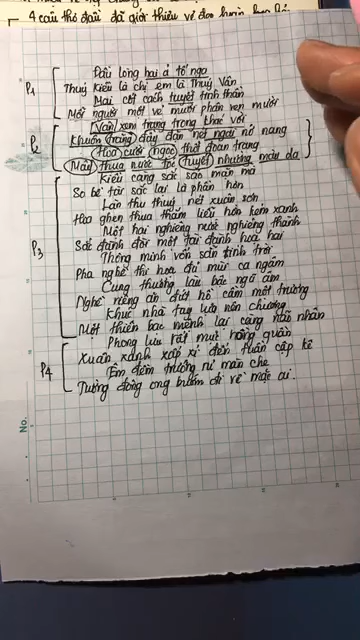 4 câu thơ đầu đã giới thiệu vẻ đẹp
P1 Đầu lòng hai ả tố nga
Thuý Kiều là chị em là Thuý Vân
Mai cốt cách tuyết tinh thần
Mỗi người một vẻ mười phân vẹn mười
P2 Vân xem trang trọng khác vời
Khuôn trăng đầy đặn nét ngài nở nang
Hoa cười ngọc thốt đoan trang
Mây thua nước tóc tuyết nhường màu da
P3 Kiều càng sắc sảo mặn mà
So bề tài sắc lại là phần hơn
Làn thu thuỷ nét xuân sơn
Hoa ghen thua thắm liễu hờn kém xanh
Một hai nghiêng nước nghiêng thành
Sắc đành đòi một tài đành hoạ hai
Thông minh vốn sẵn tính trời
Pha nghề thi hoạ đủ mùi ca ngâm
Cung thương lầu bậc ngũ âm
Nghề riêng ăn đứt hồ cầm một trương
Khúc nhà tay lựa nên chương
Một thiên bạc mệnh lại càng não nhân
P4 Phong lưu rất mực hồng quần
Xuân xanh xấp xỉ đến tuần cập kê
Êm đềm trướng rủ màn che
Tường đông ong bướm đi về mặc ai.
No.